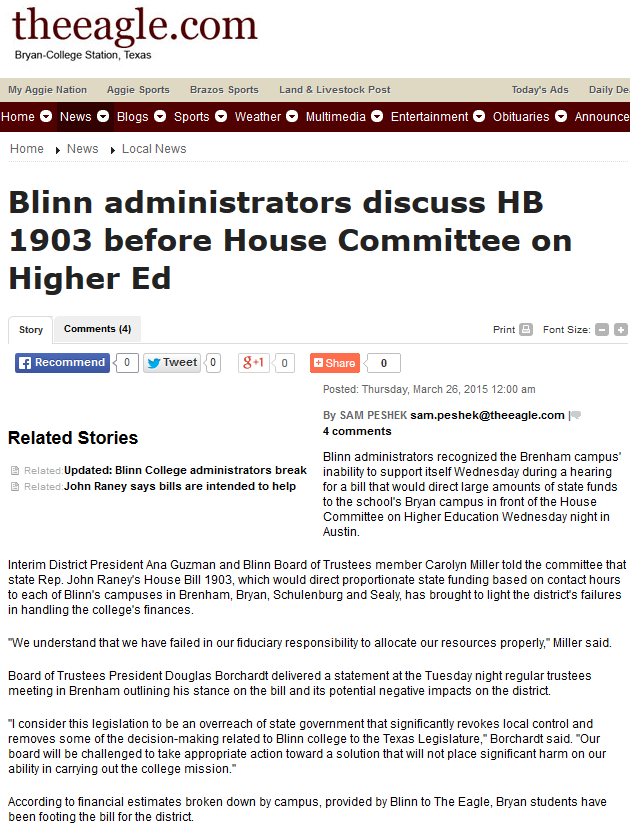 theeagle.com
Bryan-College Station, Texas
My Aggie Nation Aggie Sports Brazos Sports Land & Livestock Post Today's Ads Daily De
Home News Blogs Sports Weather Multimedia Entertainment Obituaries Announce
Home News Local News
Blinn administrators discuss HB
1903 before House Committee on
Higher Ed
Story Comments (4) Print Font Size:
Recommend 0 Tweet 0 g+1 0 Share 0
Posted: Thursday, March 26, 2015 12:00 am
By SAM PESHEK sam.peshek@theeagle.com |
4 comments
Related Stories
Related: Updated: Blinn College administrators break
Related: John Raney says bills are intended to help
Blinn administrators recognized the Brenham campus'
inability to support itself Wednesday during a hearing
for a bill that would direct large amounts of state funds
to the school's Bryan campus in front of the House
Committee on Higher Education Wednesday night in
Austin.
Interim District President Ana Guzman and Blinn Board of Trustees member Carolyn Miller told the committee that
state Rep. John Raney's House Bill 1903, which would direct proportionate state funding based on contact hours
to each of Blinn's campuses in Brenham, Bryan, Schulenburg and Sealy, has brought to light the district's failures
in handling the college's finances.
"We understand that we have failed in our fiduciary responsibility to allocate our resources properly," Miller said.
Board of Trustees President Douglas Borchardt delivered a statement at the Tuesday night regular trustees
meeting in Brenham outlining his stance on the bill and its potential negative impacts on the district.
"I consider this legislation to be an overreach of state government that significantly revokes local control and
removes some of the decision-making related to Blinn college to the Texas Legislature," Borchardt said. "Our
board will be challenged to take appropriate action toward a solution that will not place significant harm on our
ability in carrying out the college mission."
According to financial estimates broken down by campus, provided by Blinn to The Eagle, Bryan students have
been footing the bill for the district.